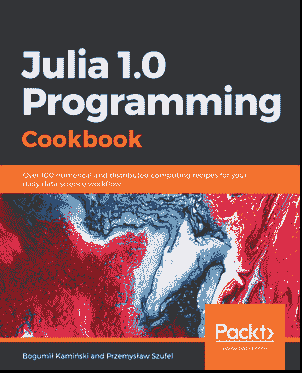 Julia 1.0
Programming
Cookbook
Over 100 numerical and distributed computing recipes for your
daily data science workflow
Packt>
Bogumił Kamiński and Przemysław Szufel